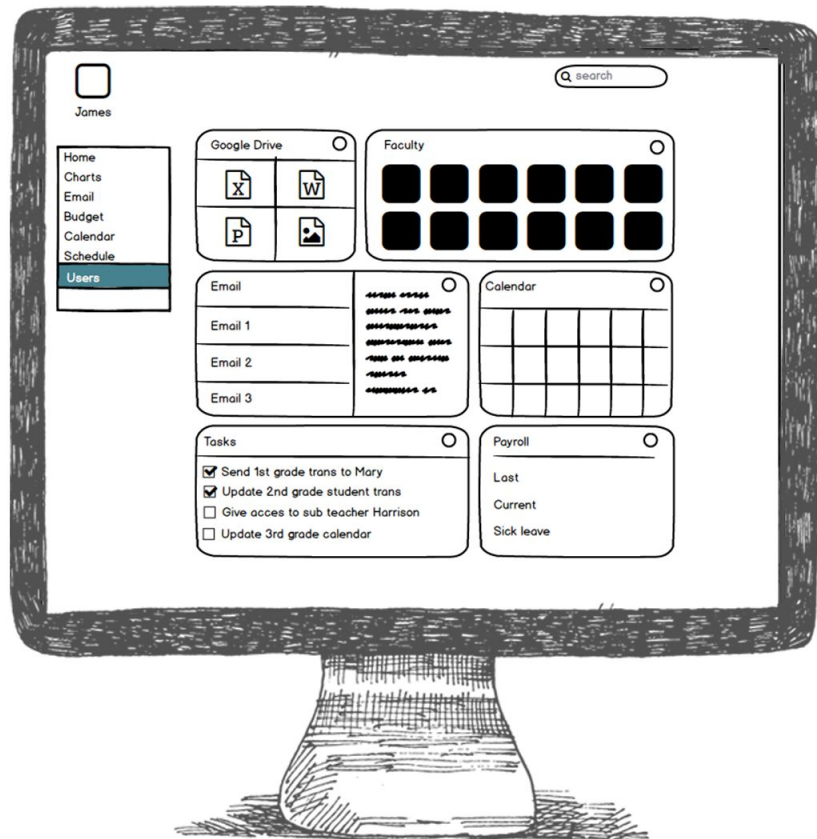 search
James
Home
Charts
Email
Budget
Calendar
Schedule
Users
Google Drive
X
W
P
Faculty
Email
Email 1
Email 2
Email 3
Calendar
Tasks
Send 1st grade trans to Mary
Update 2nd grade student trans
Give acces to sub teacher Harrison
Update 3rd grade calendar
Payroll
Last
Current
Sick leave